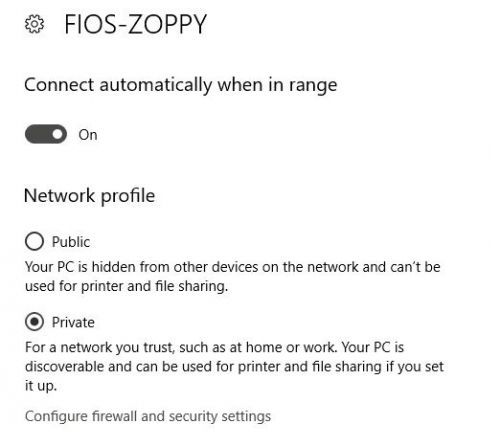 FIOS-ZOPPY
Connect automatically when in range
On
Network profile
Public
Your PC is hidden from other devices on the network and can't be
used for printer and file sharing.
Private
For a network you trust, such as at home or work. Your PC is
discoverable and can be used for printer and file sharing if you set
it up.
Configure firewall and security settings